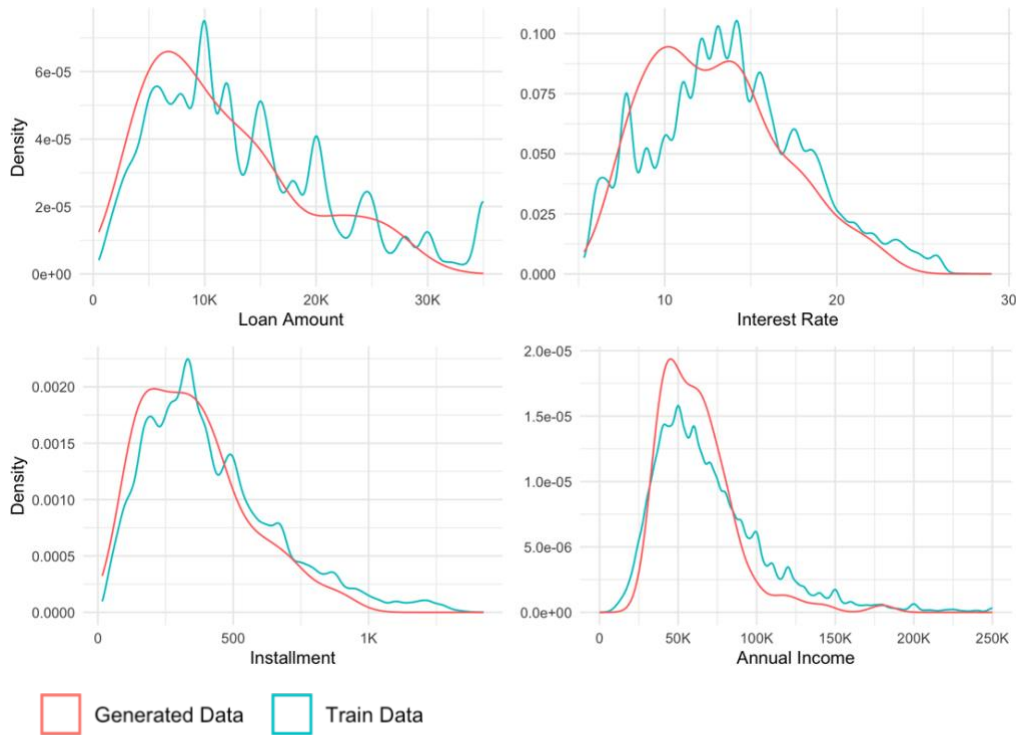 Density
6e-05
4e-05
2e-05
0e+00
0
10K
20K
30K
Loan Amount
0.100
0.075
0.050
0.025
0.000
10
20
30
Interest Rate
Density
0.0020
0.0015
0.0010
0.0005
0.0000
0
500
1K
Installment
2.0e-05
1.5e-05
1.0e-05
5.0e-06
0.0e+00
0
50K
100K
150K
200K
250K
Annual Income
Generated Data
Train Data